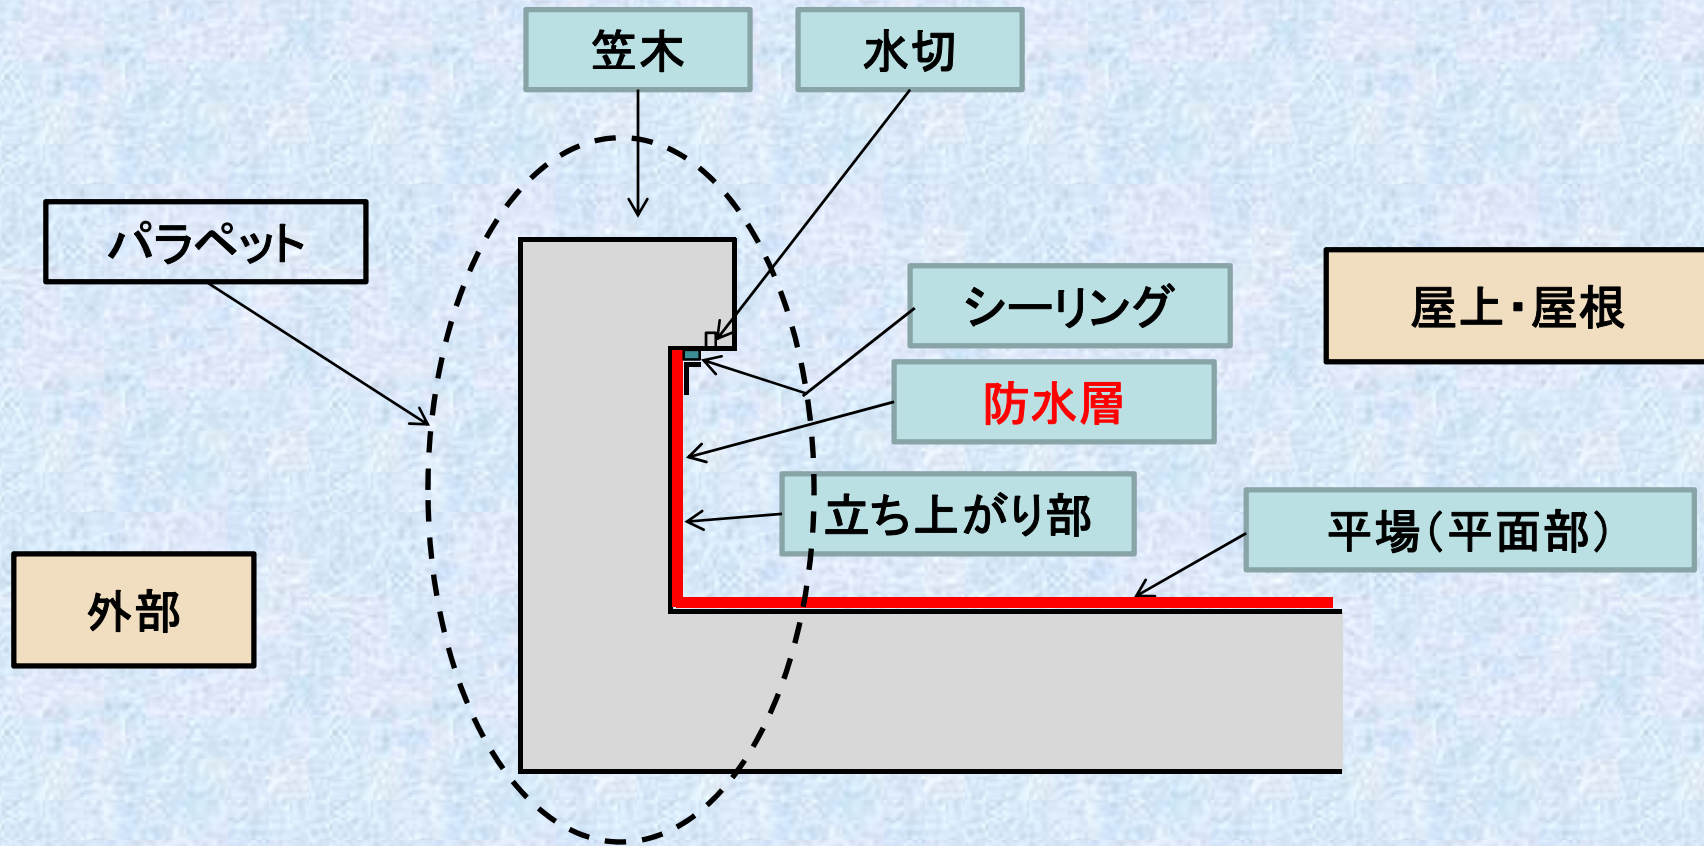 笠木
水切
パラペット
シーリング
屋上・屋根
防水層
立ち上がり部
平場(平面部)
外部